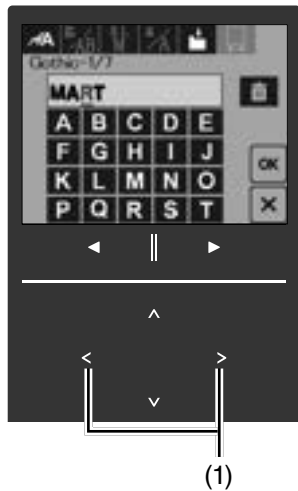 Gothic-1/7
MART
A B C D E
F G H I J
OK
K L M N O
P Q R S T
X
◄ || ►
^
< >
v
(1)